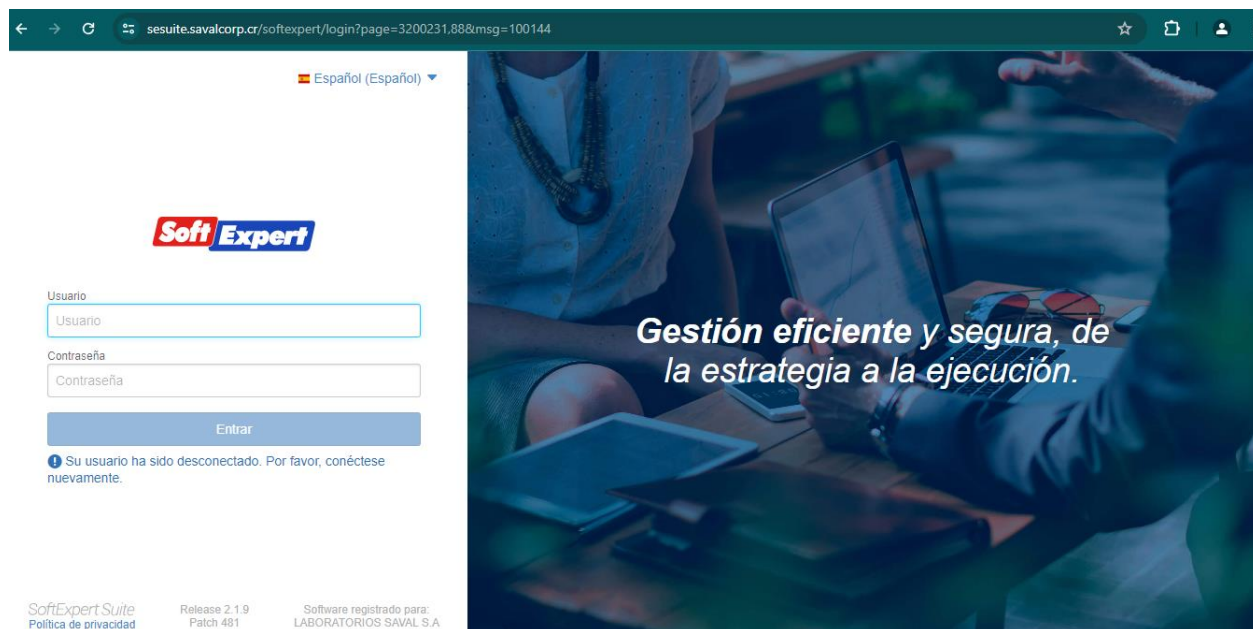 sesuite.savalcorp.cr/softexpert/login?page=3200231,88&msg=100144
Español (Español)
Soft Expert
Usuario
Usuario
Contraseña
Contraseña
Entrar
Su usuario ha sido desconectado. Por favor, conéctese
nuevamente.
SoftExpert Suite
Política de privacidad
Release 2.1.9
Patch 481
Software registrado para:
LABORATORIOS SAVAL S.A
Gestión eficiente y segura, de
la estrategia a la ejecución.